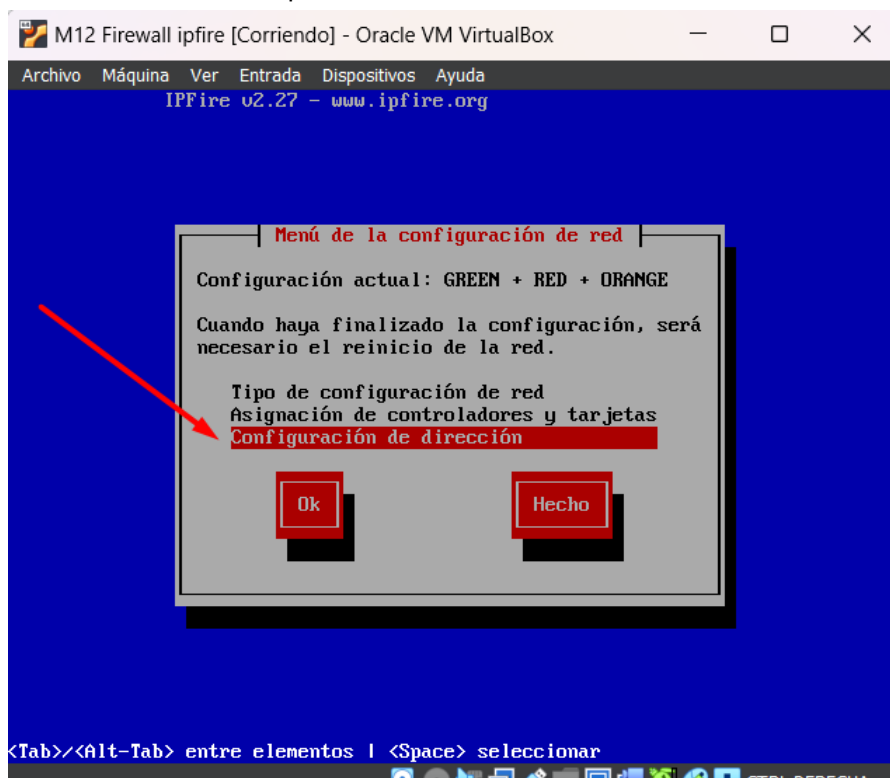 M12 Firewall ipfire [Corriendo] - Oracle VM VirtualBox
Archivo Máquina Ver Entrada Dispositivos Ayuda
IPFire v2.27 - www.ipfire.org
Menú de la configuración de red
Configuración actual: GREEN + RED + ORANGE
Cuando haya finalizado la configuración, será
necesario el reinicio de la red.
Tipo de configuración de red
Asignación de controladores y tarjetas
Configuración de dirección
Ok Hecho
<Tab>/<Alt-Tab> entre elementos | <Space> seleccionar